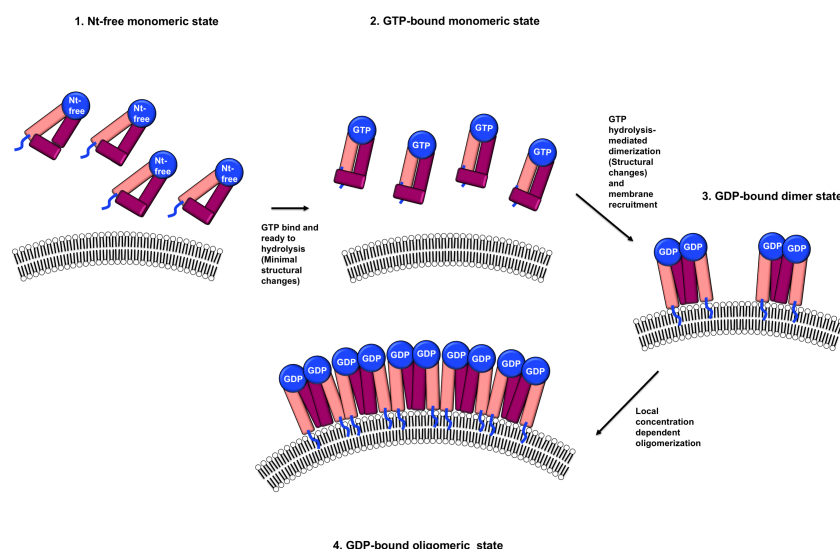 1. Nt-free monomeric state
2. GTP-bound monomeric state
Nt-
free
Nt-
free
Nt-
free
Nt-
free
GTP bind and
ready to
hydrolysis
(Minimal
structural
changes)
GTP
GTP
GTP
GTP
GTP
hydrolysis-
mediated
dimerization
(Structural
changes)
and
membrane
recruitment
3. GDP-bound dimer state
GDP
GDP
GDP
GDP
Local
concentration
dependent
oligomerization
GDP
GDP
GDP
GDP
GDP
GDP
GDP
GDP
GDP
GDP
4. GDP-bound oligomeric state